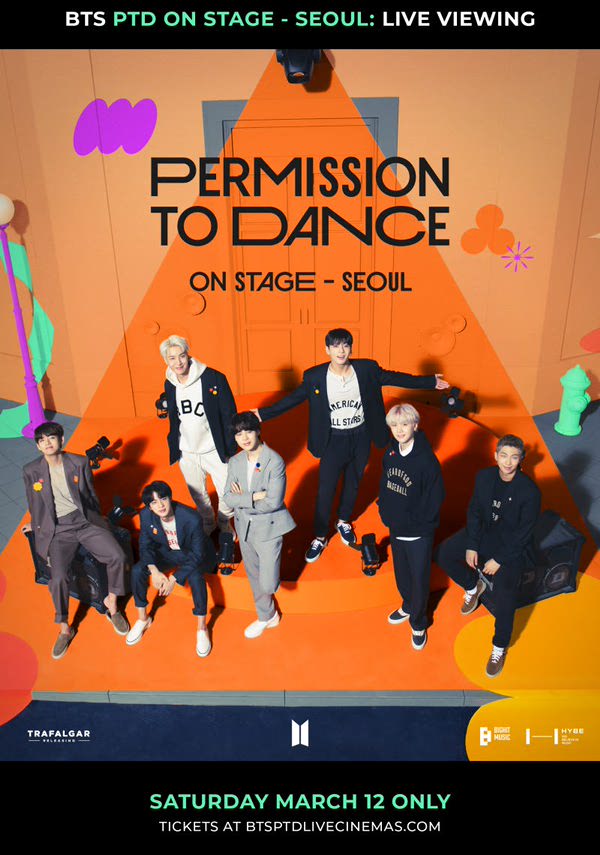 BTS PTD ON STAGE - SEOUL: LIVE VIEWING
PERMISSION
TO DANCE
ON STAGE - SEOUL
ABC
AMERICAN
ALL STARS
BASEBALL
TRAFALGAR
RELEASING
BIGHIT
MUSIC
HYBE
SATURDAY MARCH 12 ONLY
TICKETS AT BTSPTDLIVECINEMAS.COM